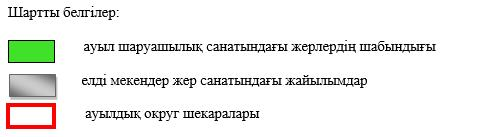 Шартты белгілер:
ауыл шаруашылық санатындағы жерлердің шабындығы
елді мекендер жер санатындағы жайылымдар
ауылдық округ шекаралары